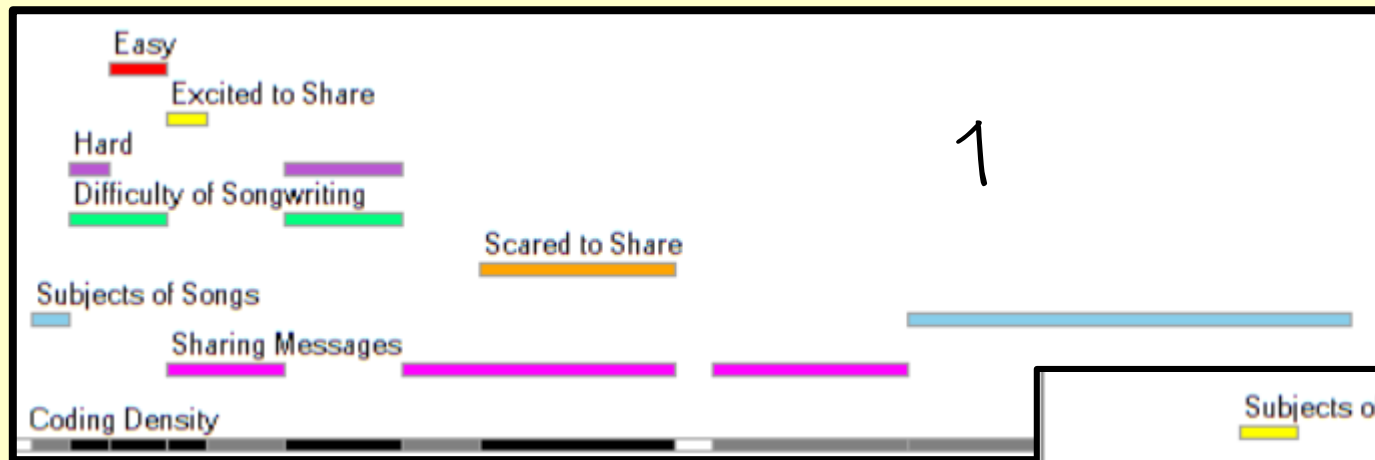 Easy
Excited to Share
Hard
1
Difficulty of Songwriting
Scared to Share
Subjects of Songs
Sharing Messages
Coding Density
Subjects o